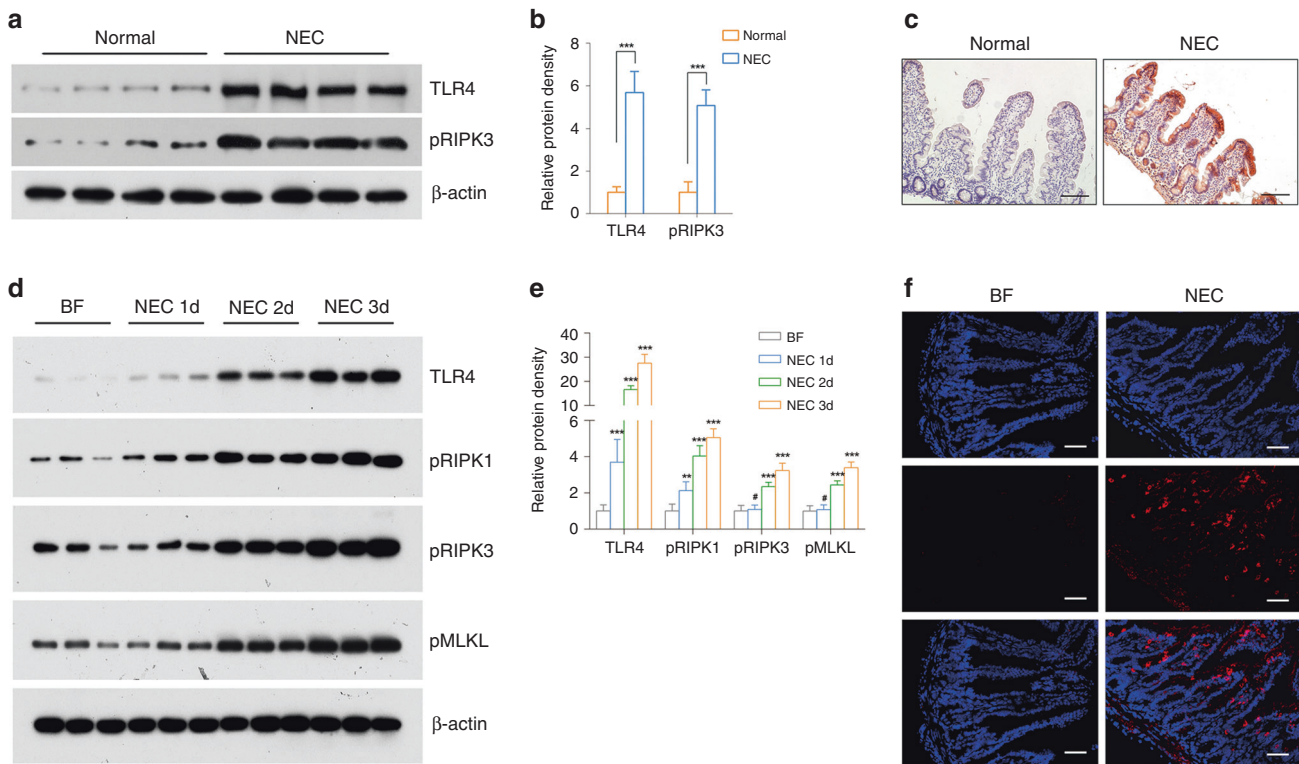 a
Normal NEC
TLR4
pRIPK3
β-actin
b
Relative protein density
8
6
4
2
0
*** ***
TLR4 pRIPK3
Normal
NEC
c
Normal NEC
d
BF NEC 1d NEC 2d NEC 3d
TLR4
pRIPK1
pRIPK3
pMLKL
β-actin
e
Relative protein density
40
30
20
10
6
4
2
0
*** *** ***
** *** ***
# *** ***
# *** ***
TLR4 pRIPK1 pRIPK3 pMLKL
BF
NEC 1d
NEC 2d
NEC 3d
f
BF NEC